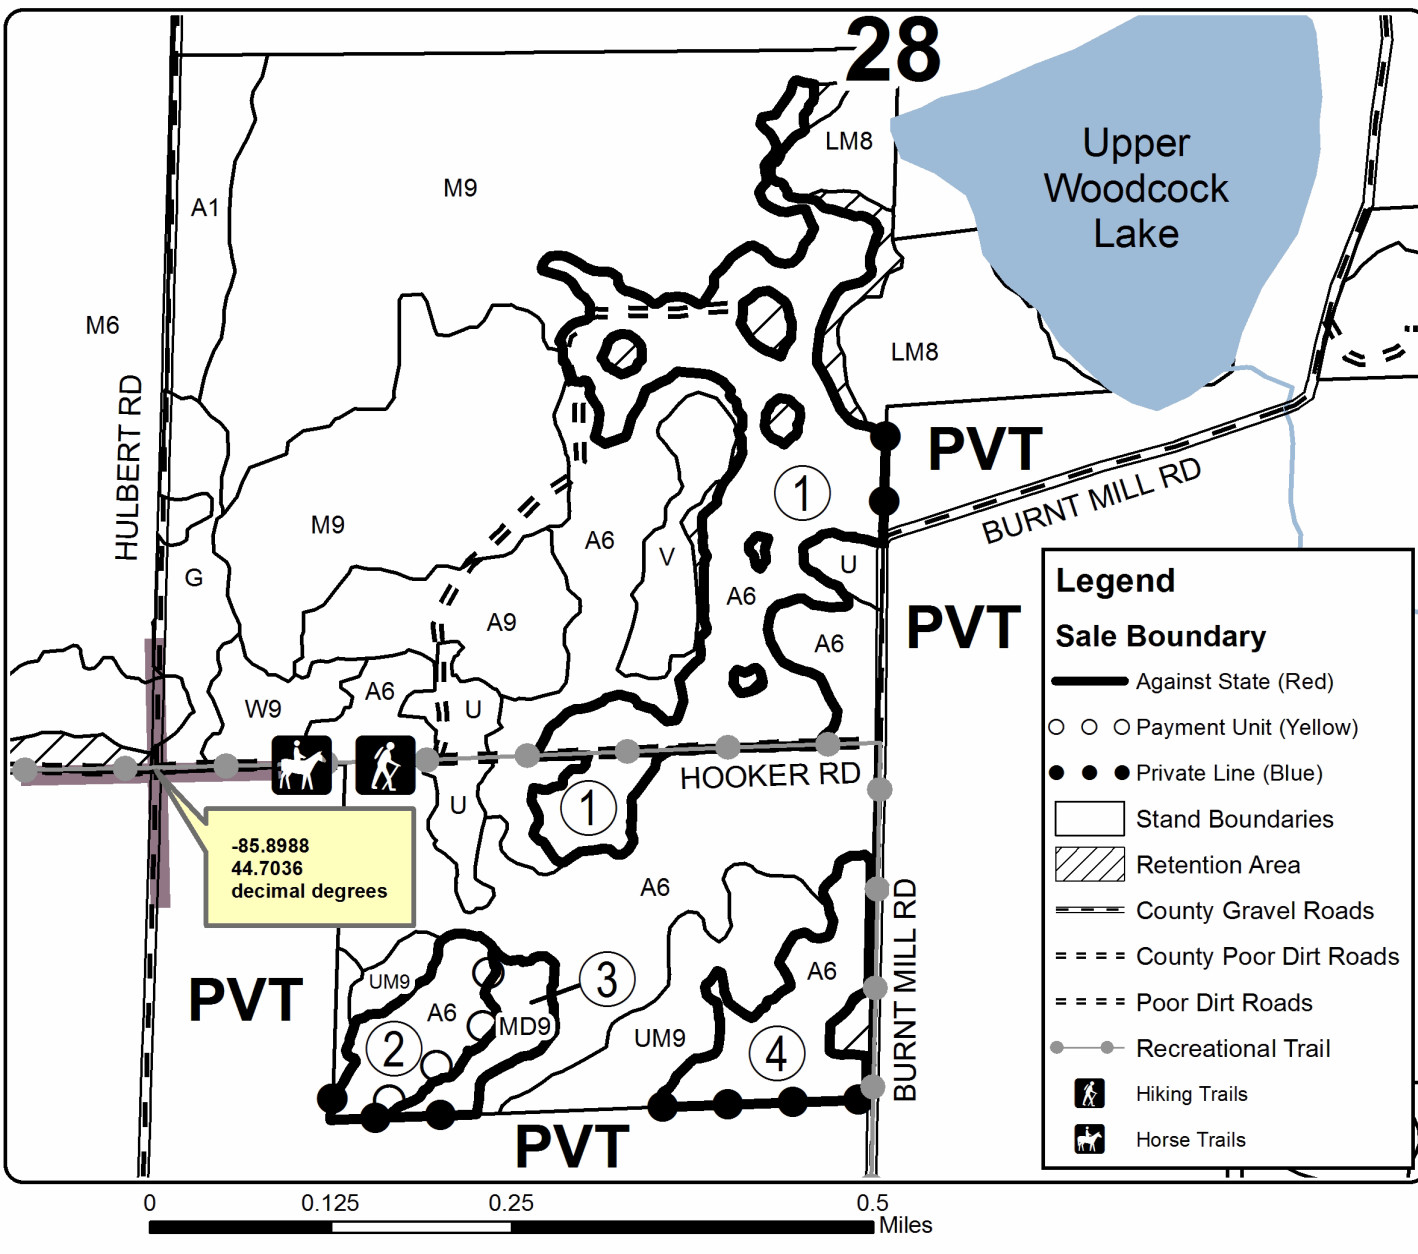 28
Upper
Woodcock
Lake
LM8
M9
A1
M6
LM8
HULBERT RD
PVT
BURNT MILL RD
1
M9
A6
V
G
U
A6
PVT
A9
A6
A6
W9
U
HOOKER RD
U
1
-85.8988
44.7036
decimal degrees
A6
BURNT MILL RD
PVT
UM9
A6
3
A6
MD9
2
UM9
4
PVT
Legend
Sale Boundary
Against State (Red)
Payment Unit (Yellow)
Private Line (Blue)
Stand Boundaries
Retention Area
County Gravel Roads
County Poor Dirt Roads
Poor Dirt Roads
Recreational Trail
Hiking Trails
Horse Trails
0 0.125 0.25 0.5
Miles